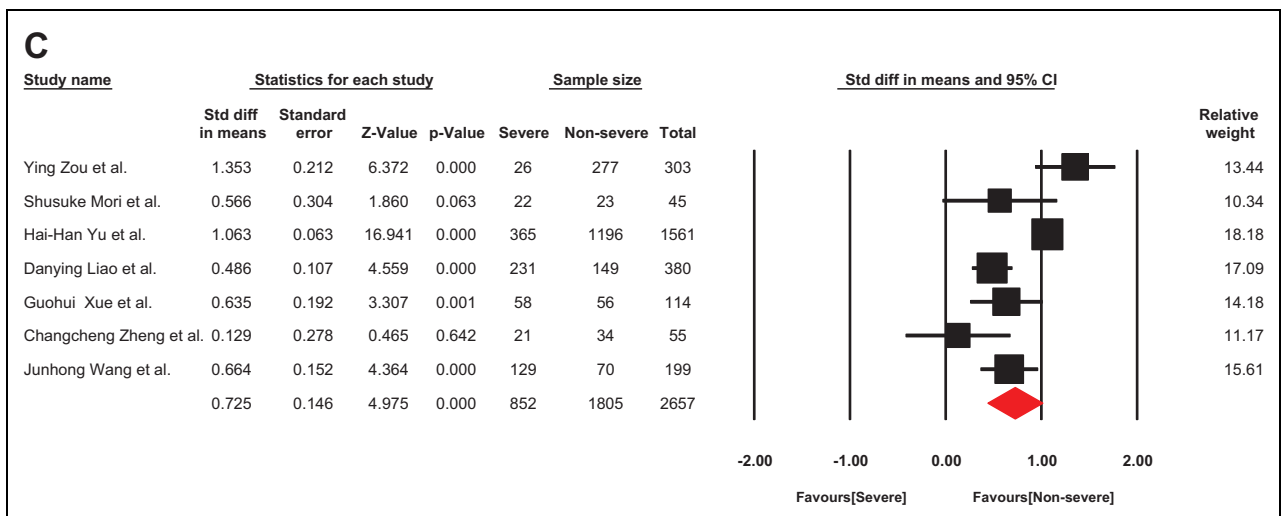 C
Study name Statistics for each study Sample size Std diff in means and 95% CI
Std diff in means Standard error Z-Value p-Value Severe Non-severe Total Relative weight
Ying Zou et al. 1.353 0.212 6.372 0.000 26 277 303 13.44
Shusuke Mori et al. 0.566 0.304 1.860 0.063 22 23 45 10.34
Hai-Han Yu et al. 1.063 0.063 16.941 0.000 365 1196 1561 18.18
Danying Liao et al. 0.486 0.107 4.559 0.000 231 149 380 17.09
Guohui Xue et al. 0.635 0.192 3.307 0.001 58 56 114 14.18
Changcheng Zheng et al. 0.129 0.278 0.465 0.642 21 34 55 11.17
Junhong Wang et al. 0.664 0.152 4.364 0.000 129 70 199 15.61
0.725 0.146 4.975 0.000 852 1805 2657
-2.00 -1.00 0.00 1.00 2.00
Favours[Severe] Favours[Non-severe]